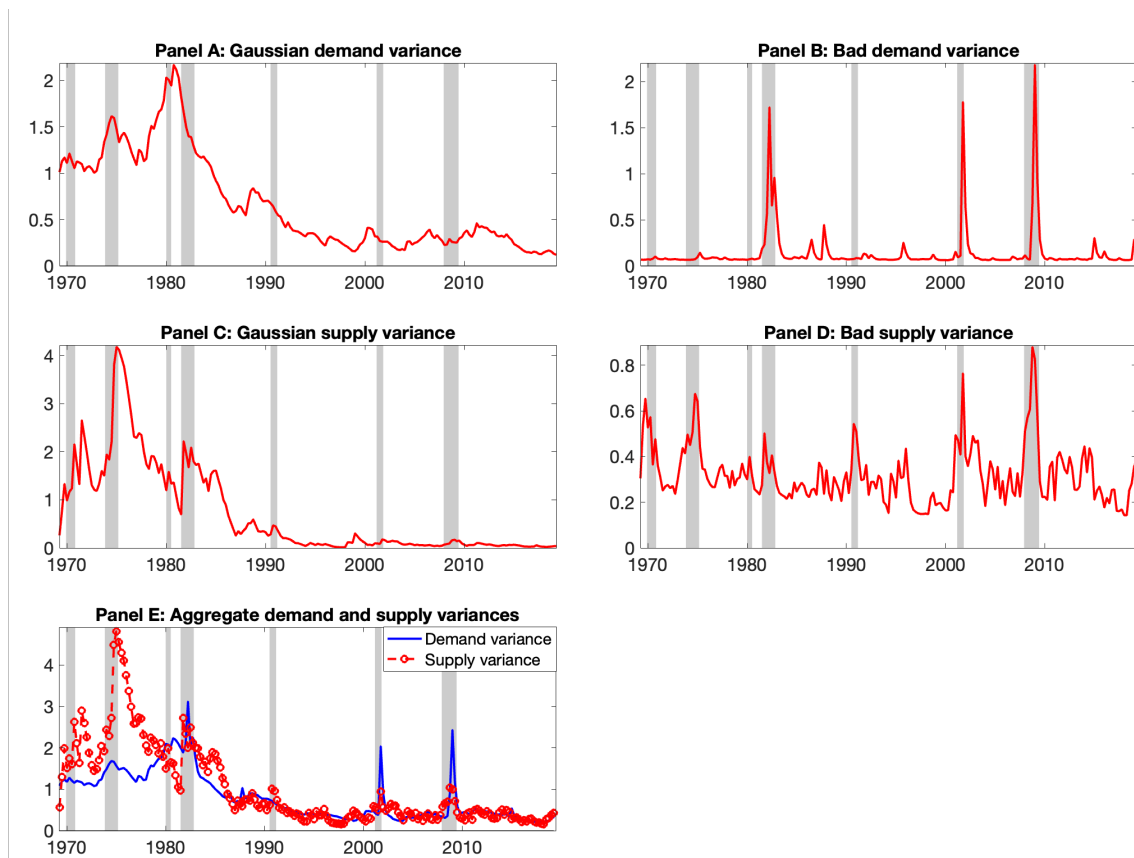 Panel A: Gaussian demand variance
2
1.5
1
0.5
0
1970 1980 1990 2000 2010
Panel B: Bad demand variance
2
1.5
1
0.5
0
1970 1980 1990 2000 2010
Panel C: Gaussian supply variance
4
3
2
1
0
1970 1980 1990 2000 2010
Panel D: Bad supply variance
0.8
0.6
0.4
0.2
0
1970 1980 1990 2000 2010
Panel E: Aggregate demand and supply variances
Demand variance
Supply variance
4
3
2
1
0
1970 1980 1990 2000 2010